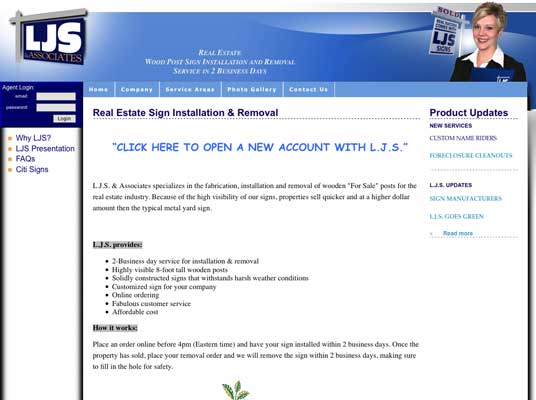 LJS
& ASSOCIATES
REAL ESTATE
WOOD POST SIGN INSTALLATION AND REMOVAL
SERVICE IN 2 BUSINESS DAYS
SOLD!
LJS
SIGNS
Agent Login:
email:
password:
Login
Home
Company
Service Areas
Photo Gallery
Contact Us
Why LJS?
LJS Presentation
FAQs
Citi Signs
Real Estate Sign Installation & Removal
"CLICK HERE TO OPEN A NEW ACCOUNT WITH L.J.S."
L.J.S. & Associates specializes in the fabrication, installation and removal of wooden "For Sale" posts for the
real estate industry. Because of the high visibility of our signs, properties sell quicker and at a higher dollar
amount then the typical metal yard sign.
L.J.S. provides:
• 2-Business day service for installation & removal
• Highly visible 8-foot tall wooden posts
• Solidly constructed signs that withstands harsh weather conditions
• Customized sign for your company
• Online ordering
• Fabulous customer service
• Affordable cost
How it works:
Place an order online before 4pm (Eastern time) and have your sign installed within 2 business days. Once the
property has sold, place your removal order and we will remove the sign within 2 business days, making sure
to fill in the hole for safety.
Product Updates
NEW SERVICES
CUSTOM NAME RIDERS
FORECLOSURE CLEANOUTS
L.J.S. UPDATES
SIGN MANUFACTURERS
L.J.S. GOES GREEN
» Read more